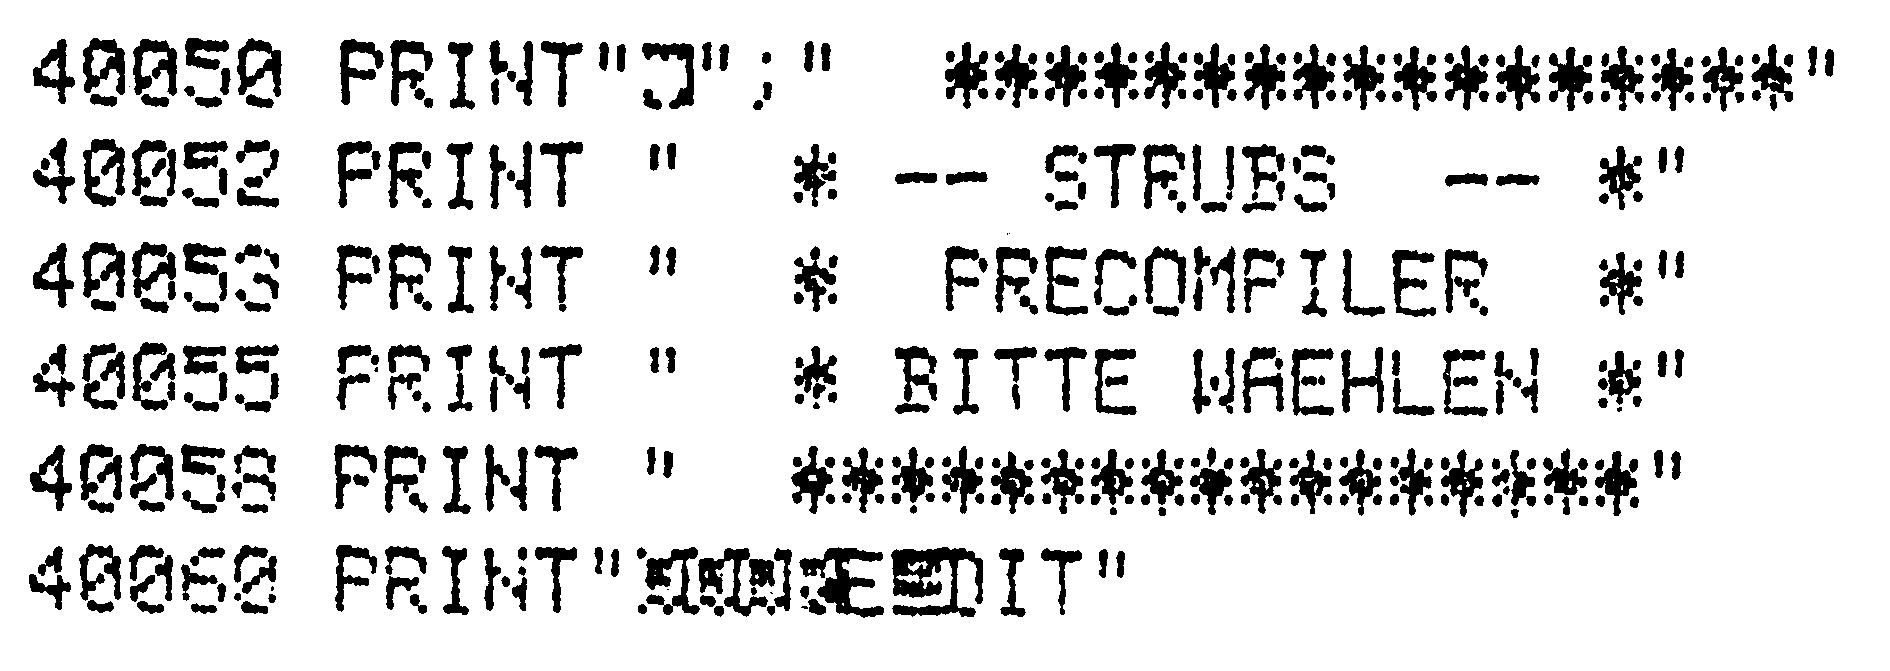 40050 PRINT"";"  *****************"
40052 PRINT "  * -- STRUBS  -- *"
40053 PRINT "  *  PRECOMPILER  *"
40055 PRINT "  * BITTE WAEHLEN *"
40058 PRINT "  *****************"
40060 PRINT"E DIT"